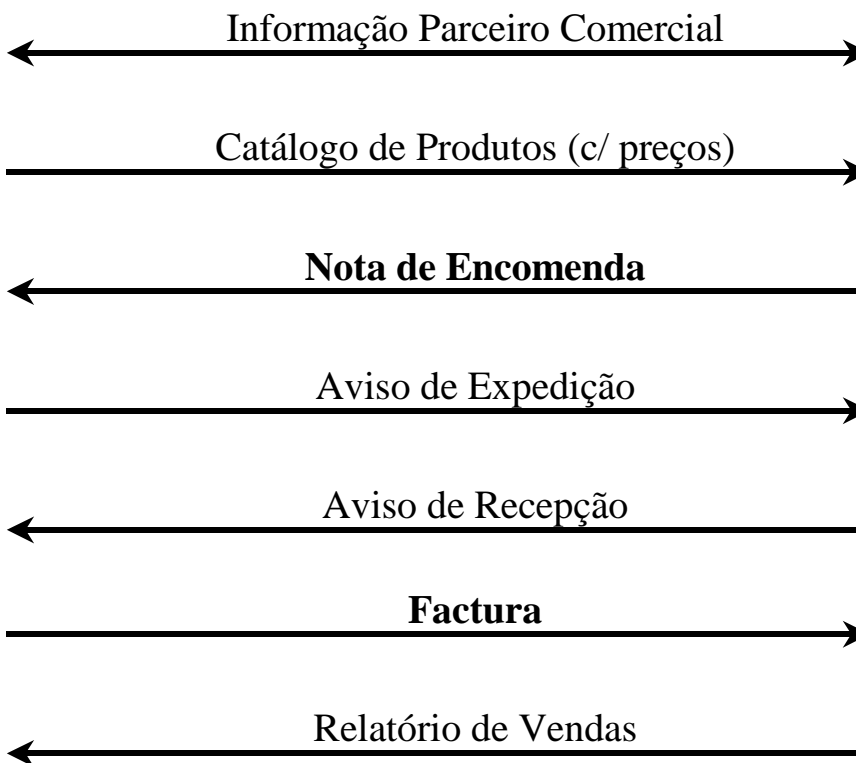 Informação Parceiro Comercial
Catálogo de Produtos (c/ preços)
Nota de Encomenda
Aviso de Expedição
Aviso de Recepção
Factura
Relatório de Vendas